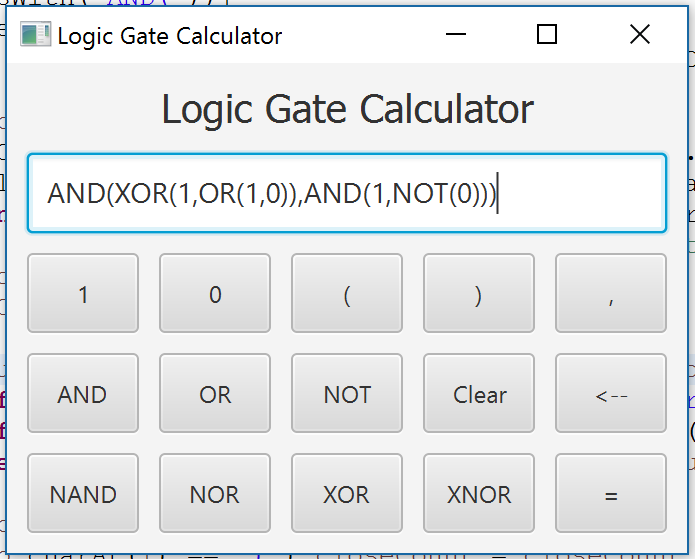 Logic Gate Calculator
Logic Gate Calculator
AND(XOR(1,OR(1,0)),AND(1,NOT(0)))
1 0 ( ) ,
AND OR NOT Clear <--
NAND NOR XOR XNOR =